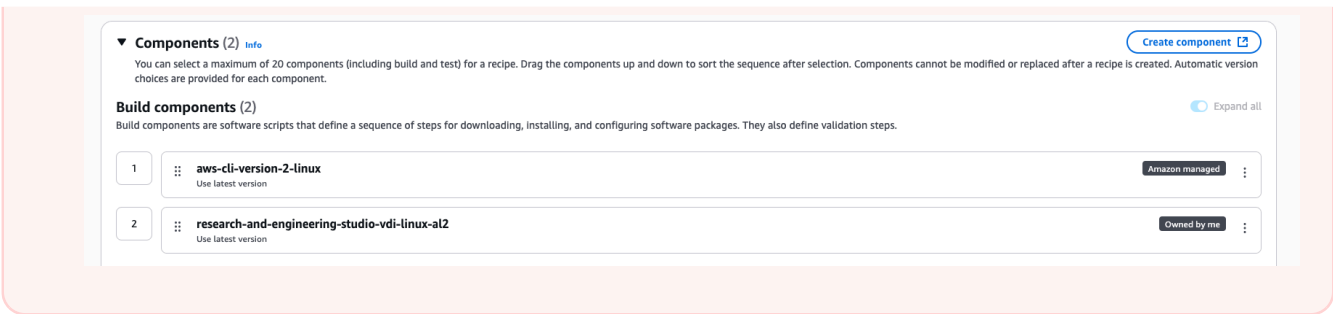 ▼ Components (2) Info
Create component
You can select a maximum of 20 components (including build and test) for a recipe. Drag the components up and down to sort the sequence after selection. Components cannot be modified or replaced after a recipe is created. Automatic version
choices are provided for each component.
Build components (2)
Expand all
Build components are software scripts that define a sequence of steps for downloading, installing, and configuring software packages. They also define validation steps.
1
aws-cli-version-2-linux
Amazon managed
Use latest version
2
research-and-engineering-studio-vdi-linux-al2
Owned by me
Use latest version